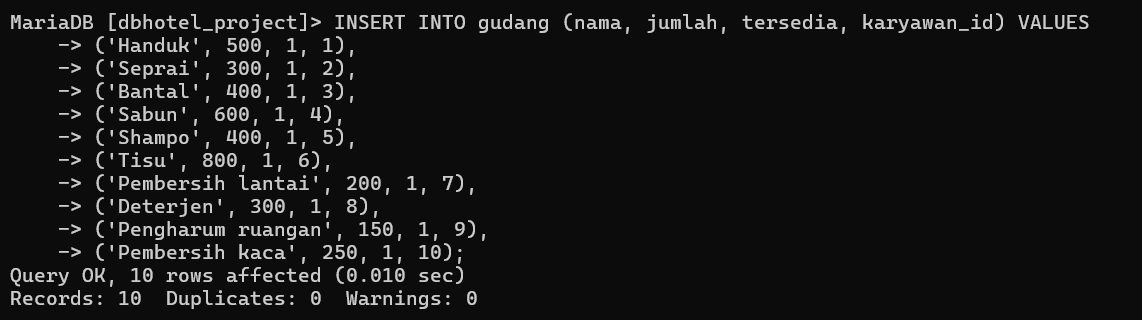 MariaDB [dbhotel_project]> INSERT INTO gudang (nama, jumlah, tersedia, karyawan_id) VALUES
    -> ('Handuk', 500, 1, 1),
    -> ('Seprai', 300, 1, 2),
    -> ('Bantal', 400, 1, 3),
    -> ('Sabun', 600, 1, 4),
    -> ('Shampo', 400, 1, 5),
    -> ('Tisu', 800, 1, 6),
    -> ('Pembersih lantai', 200, 1, 7),
    -> ('Deterjen', 300, 1, 8),
    -> ('Pengharum ruangan', 150, 1, 9),
    -> ('Pembersih kaca', 250, 1, 10);
Query OK, 10 rows affected (0.010 sec)
Records: 10  Duplicates: 0  Warnings: 0